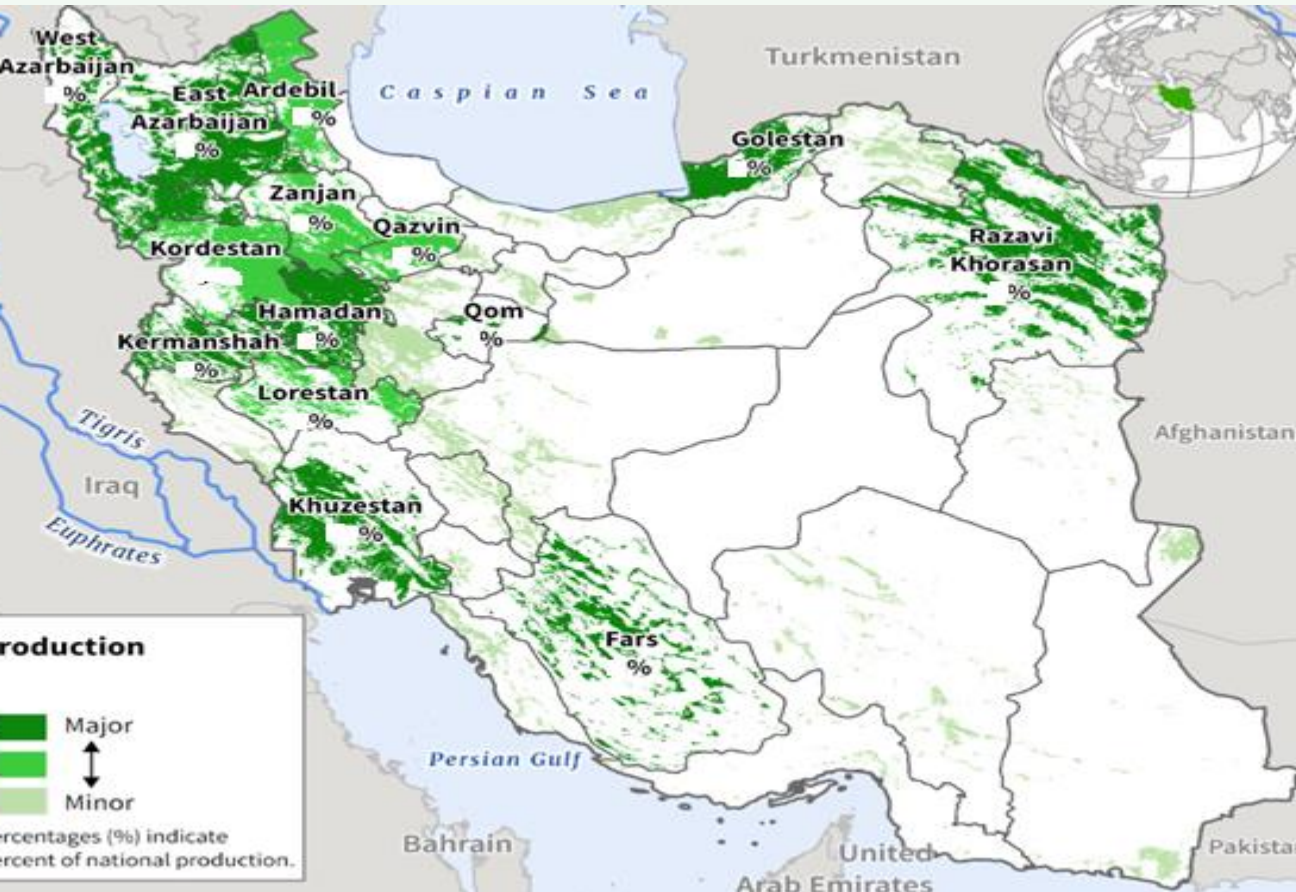 West
Azarbaijan
%
East
Azarbaijan
%
Ardebil
%
Caspian Sea
Turkmenistan
Golestan
%
Zanjan
%
Qazvin
%
Kordestan
Razavi
Khorasan
%
Hamadan
%
Qom
%
Kermanshah
%
Lorestan
%
Tigris
Iraq
Euphrates
Afghanistan
Khuzestan
%
Fars
%
Persian Gulf
roduction
Major
Minor
ercentages (%) indicate
ercent of national production.
Bahrain
United
Arab Emirates
Pakista